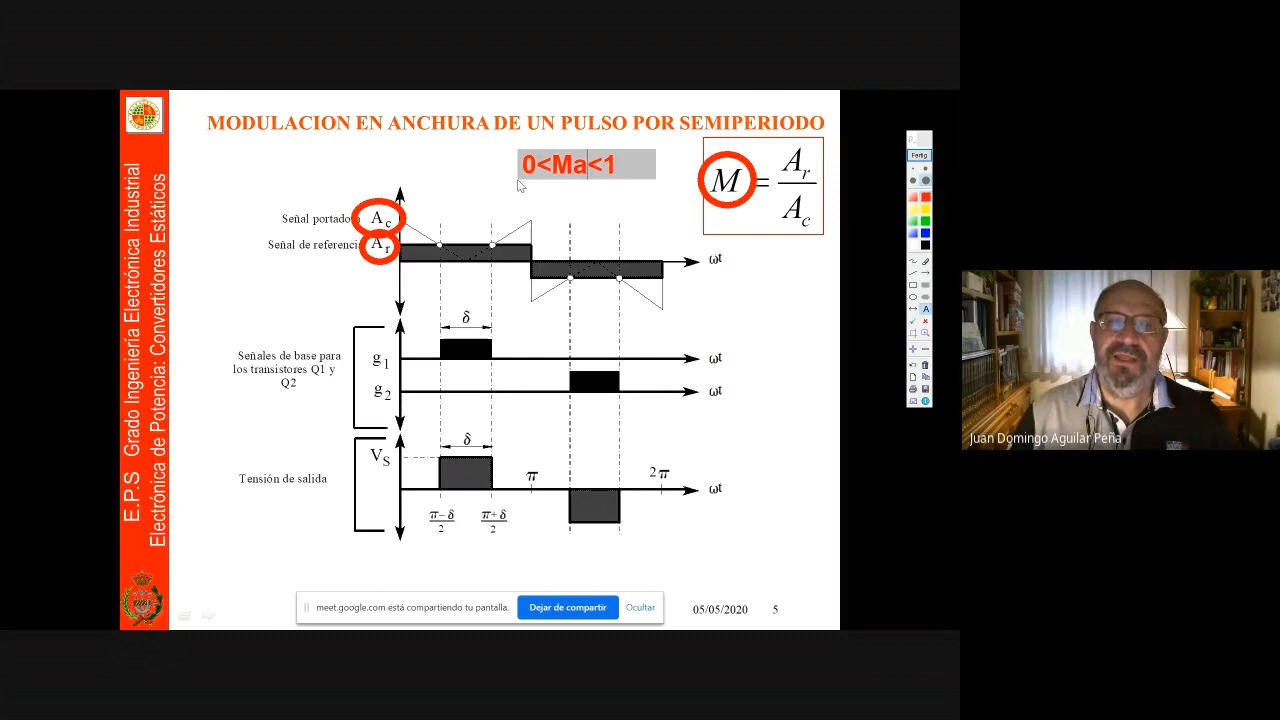 MODULACION EN ANCHURA DE UN PULSO POR SEMIPERIODO
0<Ma<1
M = Ar / Ac
Señal portadora Ac
Señal de referencia Ar
ωt
δ
Señales de base para
los transistores Q1 y
Q2
g1
ωt
g2
ωt
δ
VS
Tensión de salida
π
2π
ωt
π-δ / 2
π+δ / 2
E.P.S Grado Ingeniería Electrónica Industrial
Electrónica de Potencia: Convertidores Estáticos
meet.google.com está compartiendo tu pantalla.
Dejar de compartir
Ocultar
05/05/2020
5
Fertig
A
Juan Domingo Aguilar Peña